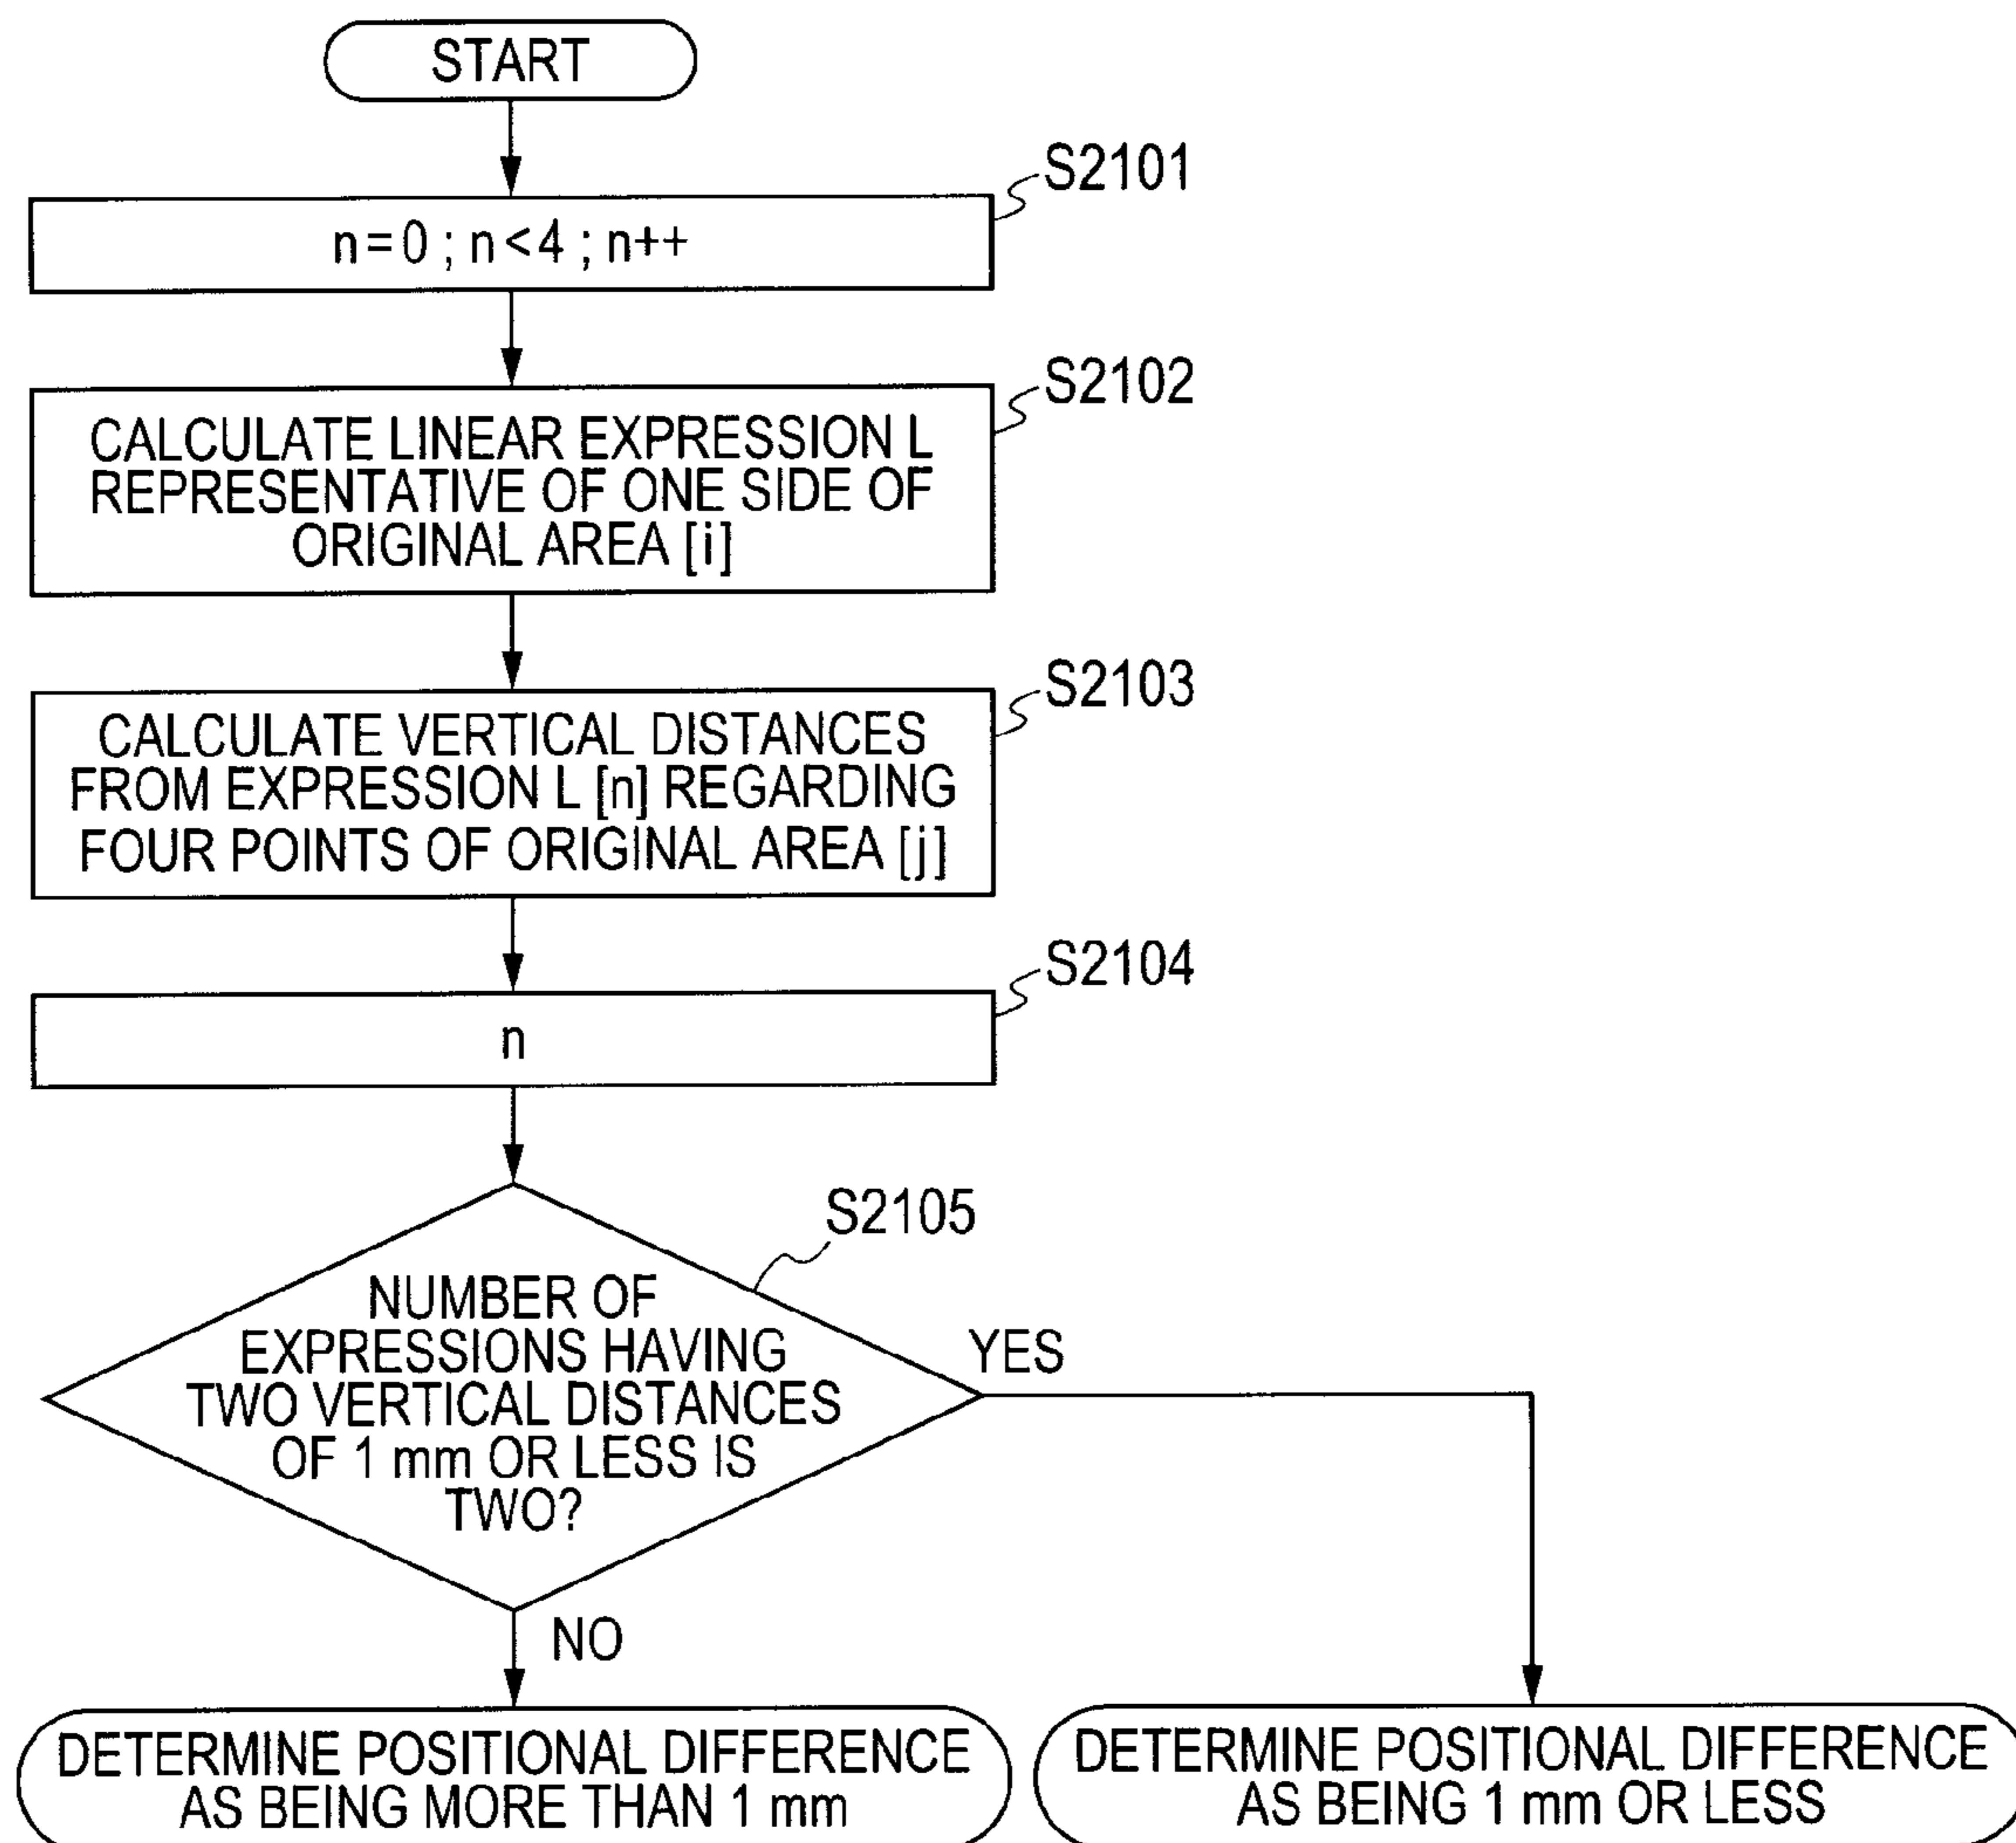 START
S2101
n=0 ; n<4 ; n++
S2102
CALCULATE LINEAR EXPRESSION L
REPRESENTATIVE OF ONE SIDE OF
ORIGINAL AREA [i]
S2103
CALCULATE VERTICAL DISTANCES
FROM EXPRESSION L [n] REGARDING
FOUR POINTS OF ORIGINAL AREA [j]
S2104
n
S2105
NUMBER OF
EXPRESSIONS HAVING
TWO VERTICAL DISTANCES
OF 1 mm OR LESS IS
TWO?
YES
NO
DETERMINE POSITIONAL DIFFERENCE
AS BEING MORE THAN 1 mm
DETERMINE POSITIONAL DIFFERENCE
AS BEING 1 mm OR LESS